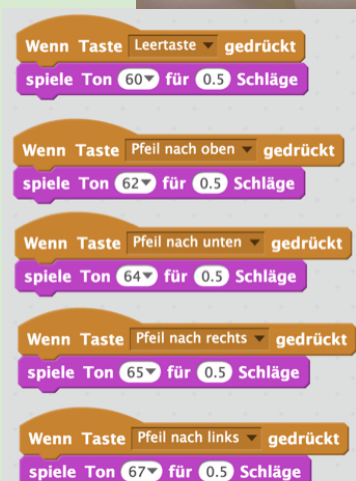 Wenn Taste Leertaste gedrückt
spiele Ton 60 für 0.5 Schläge
Wenn Taste Pfeil nach oben gedrückt
spiele Ton 62 für 0.5 Schläge
Wenn Taste Pfeil nach unten gedrückt
spiele Ton 64 für 0.5 Schläge
Wenn Taste Pfeil nach rechts gedrückt
spiele Ton 65 für 0.5 Schläge
Wenn Taste Pfeil nach links gedrückt
spiele Ton 67 für 0.5 Schläge